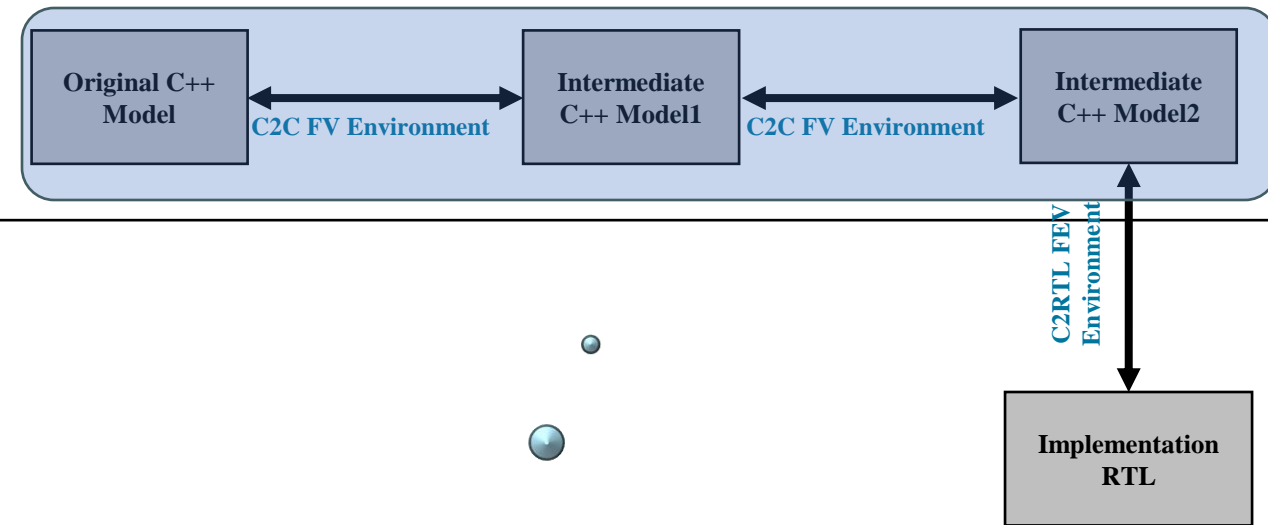 Original C++
Model
C2C FV Environment
Intermediate
C++ Model1
C2C FV Environment
Intermediate
C++ Model2
C2RTL FEV
Environment
Implementation
RTL